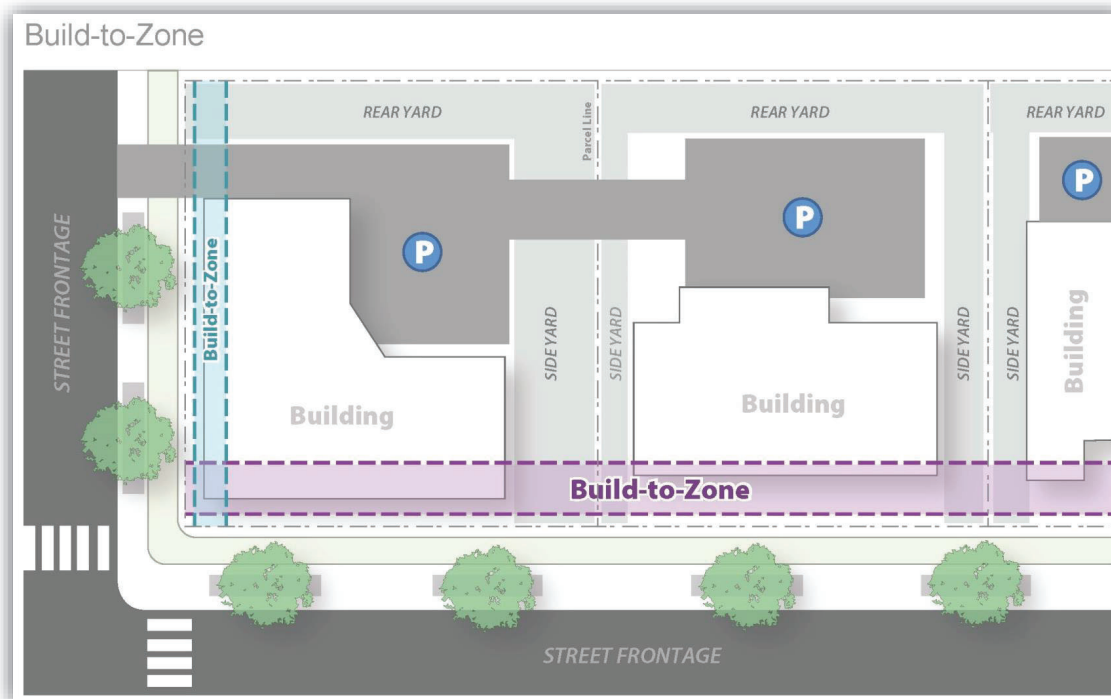 Build-to-Zone
REAR YARD
Parcel Line
REAR YARD
REAR YARD
P
P
P
STREET FRONTAGE
Build-to-Zone
SIDE YARD
SIDE YARD
SIDE YARD
SIDE YARD
Building
Building
Building
Build-to-Zone
STREET FRONTAGE